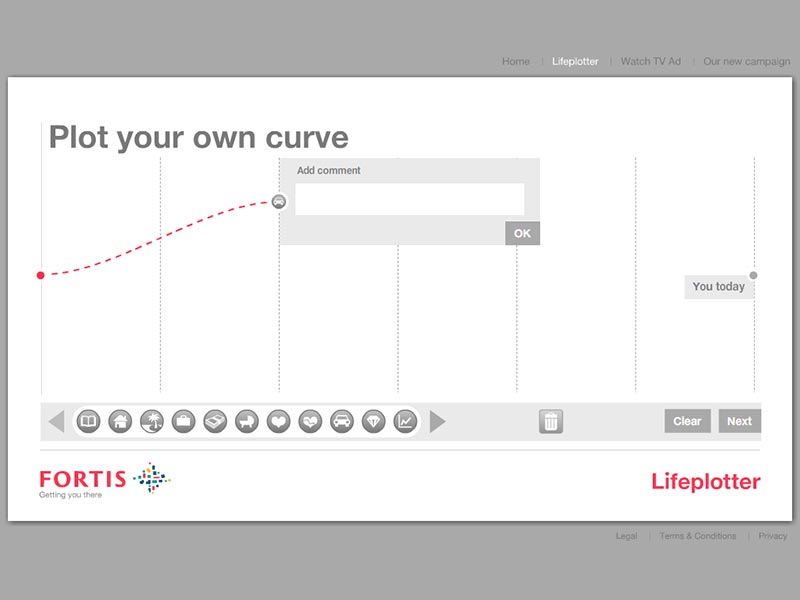 Home | Lifeplotter | Watch TV Ad | Our new campaign
Plot your own curve
Add comment
OK
You today
Clear
Next
FORTIS
Getting you there
Lifeplotter
Legal | Terms & Conditions | Privacy